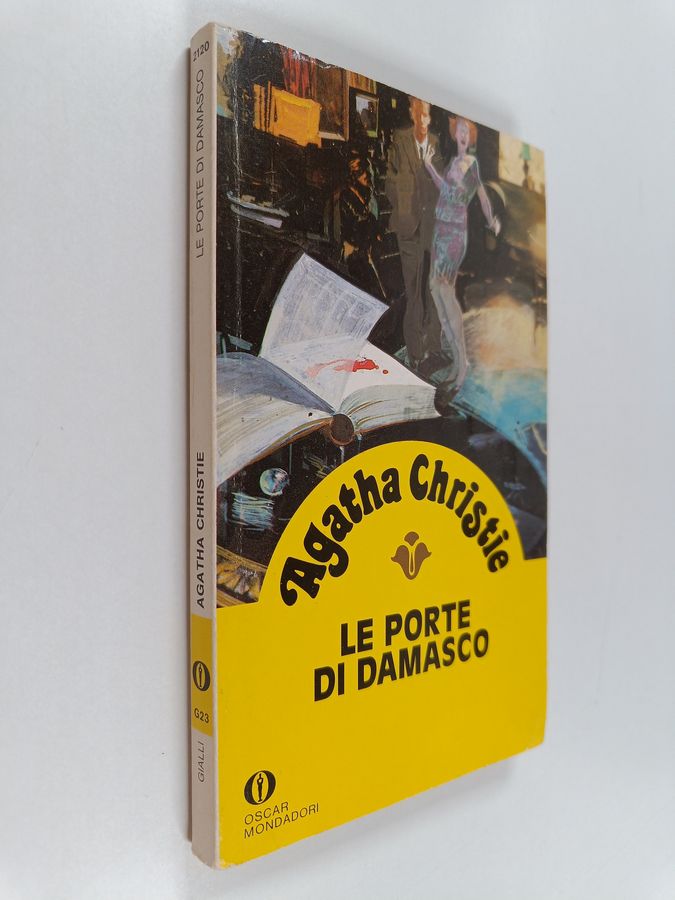 2120
LE PORTE DI DAMASCO
AGATHA CHRISTIE
G23
GIALLI
Agatha Christie
LE PORTE
DI DAMASCO
OSCAR
MONDADORI